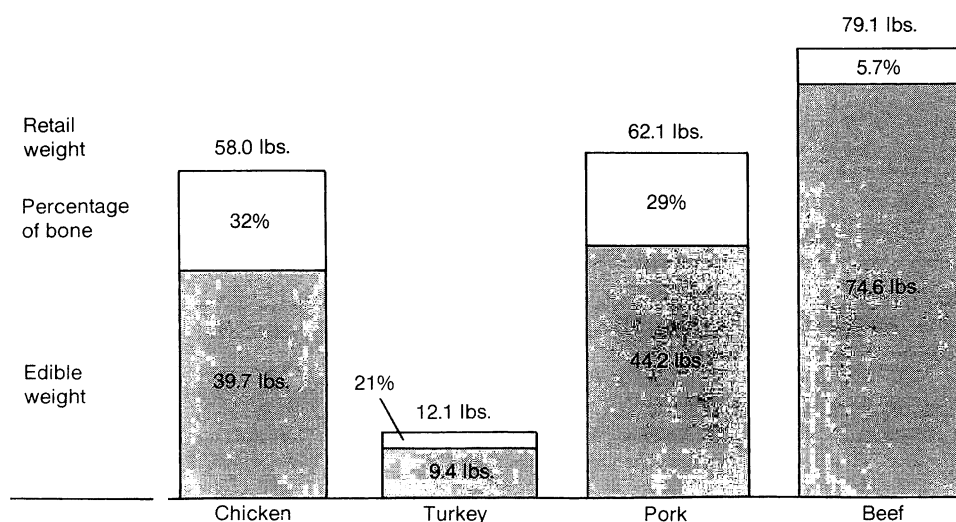 79.1 lbs.
5.7%
Retail
weight
58.0 lbs.
62.1 lbs.
Percentage
of bone
32%
29%
74.6 lbs.
Edible
weight
39.7 lbs.
21%
12.1 lbs.
44.2 lbs.
9.4 lbs.
Chicken
Turkey
Pork
Beef